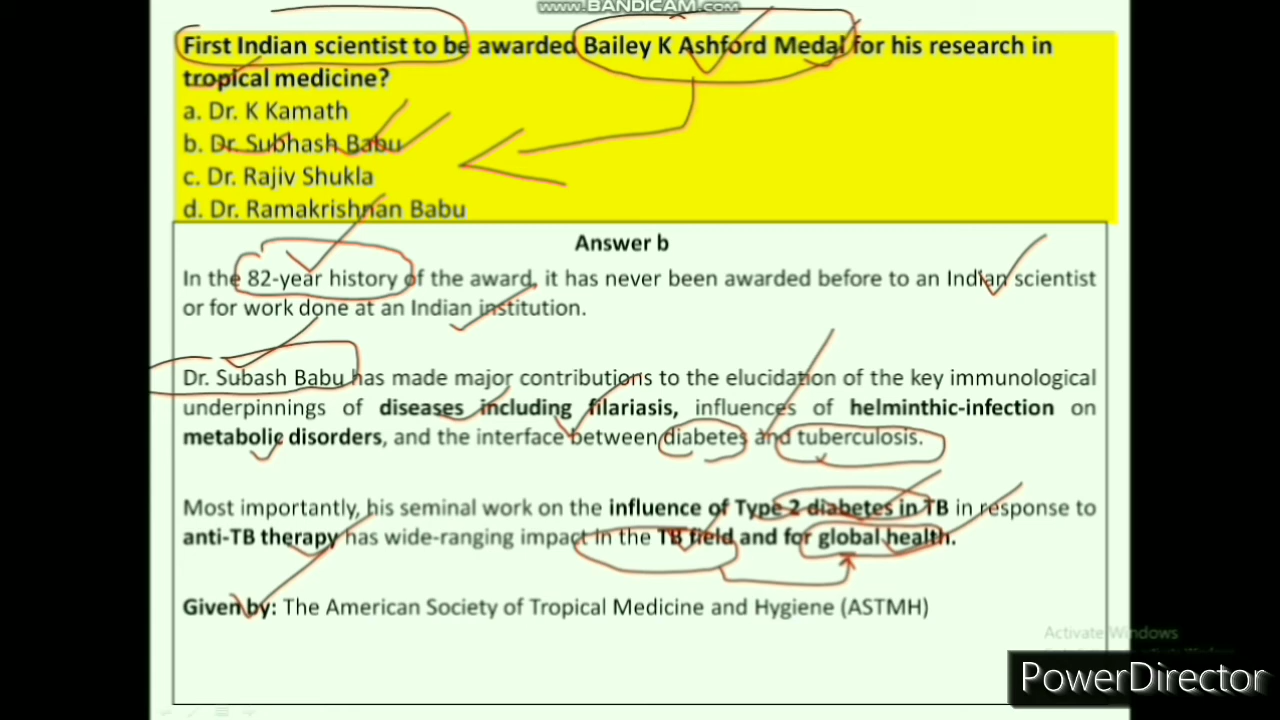 WWW.BANDICAM.COM
First Indian scientist to be awarded Bailey K Ashford Medal for his research in
tropical medicine?
a. Dr. K Kamath
b. Dr. Subhash Babu
c. Dr. Rajiv Shukla
d. Dr. Ramakrishnan Babu
Answer b
In the 82-year history of the award, it has never been awarded before to an Indian scientist
or for work done at an Indian institution.
Dr. Subash Babu has made major contributions to the elucidation of the key immunological
underpinnings of diseases including filariasis, influences of helminthic-infection on
metabolic disorders, and the interface between diabetes and tuberculosis.
Most importantly, his seminal work on the influence of Type 2 diabetes in TB in response to
anti-TB therapy has wide-ranging impact in the TB field and for global health.
Given by: The American Society of Tropical Medicine and Hygiene (ASTMH)
Activate Windows
PowerDirector